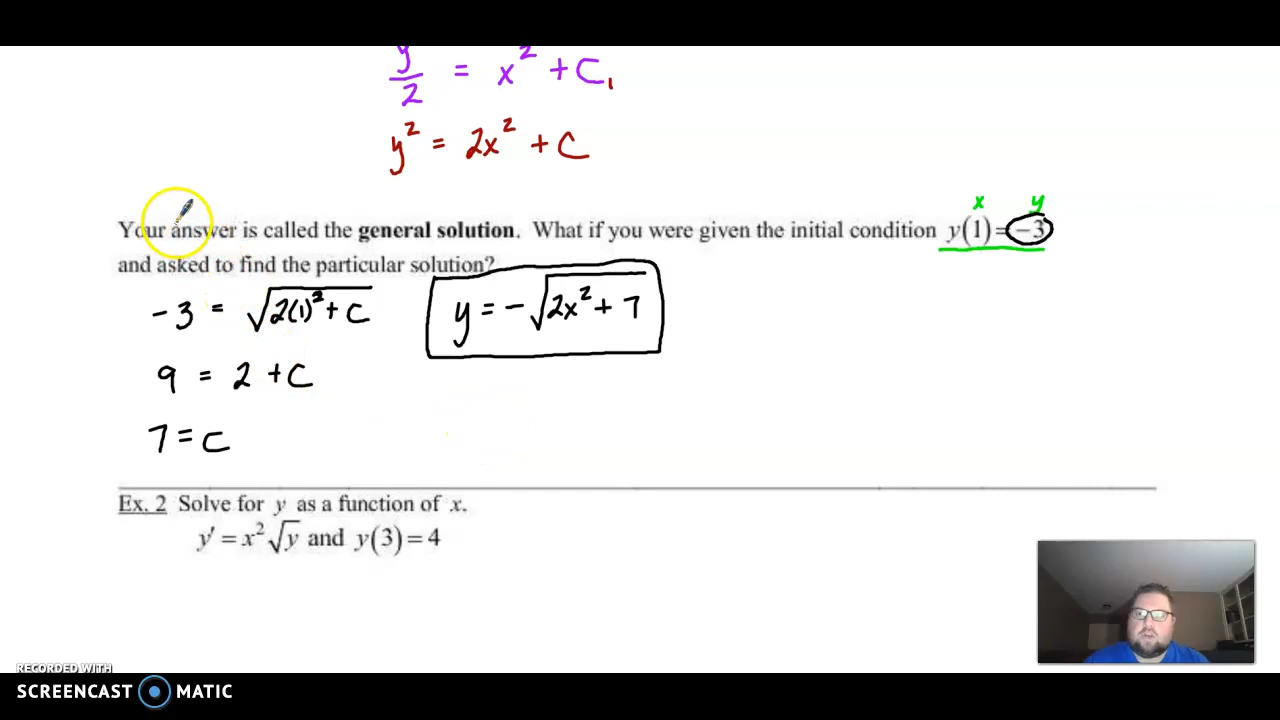 y/2 = x² + C₁
y² = 2x² + C
x y
Your answer is called the general solution. What if you were given the initial condition y(1)=-3
and asked to find the particular solution?
-3 = √(2(1)² + C)
y = -√(2x² + 7)
9 = 2 + C
7 = C
Ex. 2 Solve for y as a function of x.
y' = x²√y and y(3) = 4
RECORDED WITH
SCREENCAST MATIC